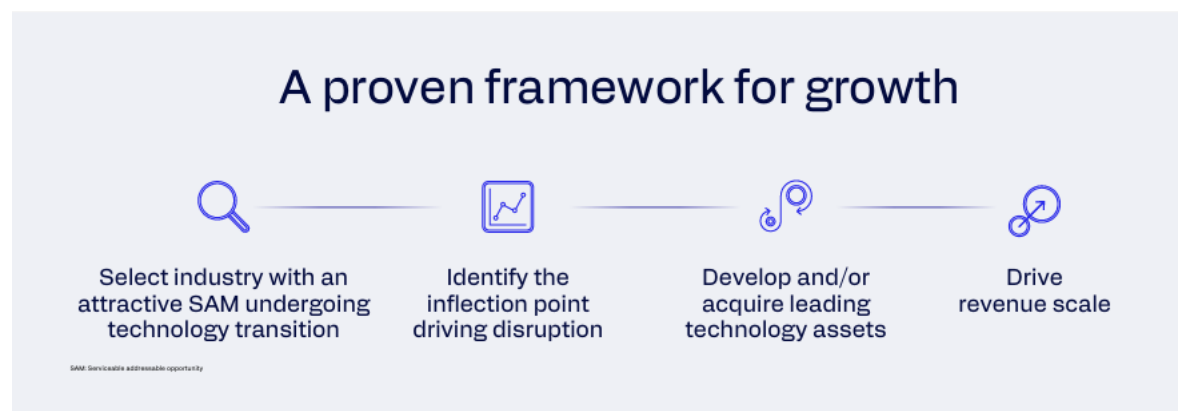 A proven framework for growth
Select industry with an
attractive SAM undergoing
technology transition
Identify the
inflection point
driving disruption
Develop and/or
acquire leading
technology assets
Drive
revenue scale
SAM: Serviceable addressable opportunity